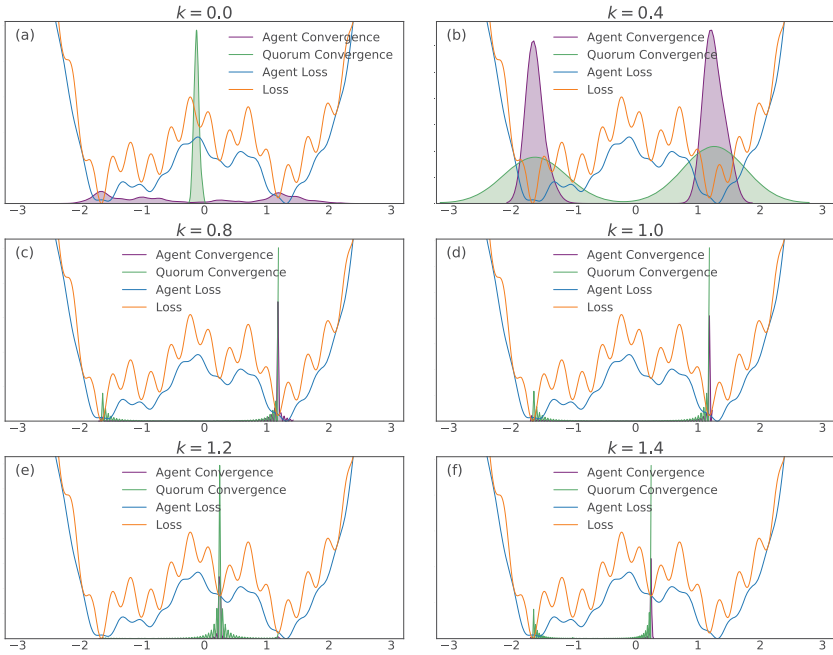 k = 0.0
(a)
Agent Convergence
Quorum Convergence
Agent Loss
Loss
−3 −2 −1 0 1 2 3
k = 0.4
(b)
Agent Convergence
Quorum Convergence
Agent Loss
Loss
−3 −2 −1 0 1 2 3
k = 0.8
(c)
Agent Convergence
Quorum Convergence
Agent Loss
Loss
−3 −2 −1 0 1 2 3
k = 1.0
(d)
Agent Convergence
Quorum Convergence
Agent Loss
Loss
−3 −2 −1 0 1 2 3
k = 1.2
(e)
Agent Convergence
Quorum Convergence
Agent Loss
Loss
−3 −2 −1 0 1 2 3
k = 1.4
(f)
Agent Convergence
Quorum Convergence
Agent Loss
Loss
−3 −2 −1 0 1 2 3